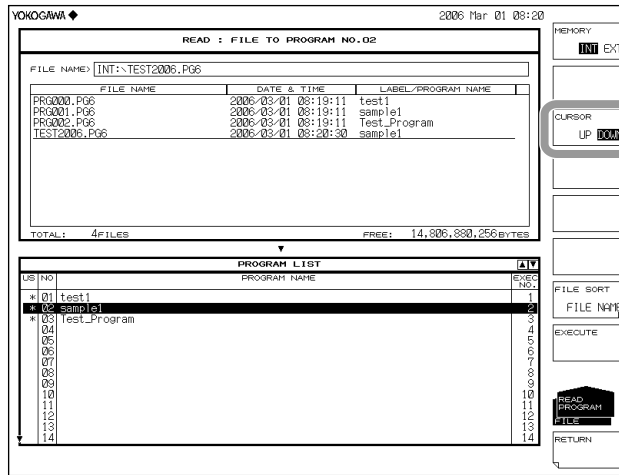 YOKOGAWA ◆ 2006 Mar 01 08:20
READ : FILE TO PROGRAM NO.02
FILE NAME> INT:\TEST2006.PG6
FILE NAME DATE & TIME LABEL/PROGRAM NAME
PRG000.PG6 2006/03/01 08:19:11 test1
PRG001.PG6 2006/03/01 08:19:11 sample1
PRG002.PG6 2006/03/01 08:19:11 Test_Program
TEST2006.PG6 2006/03/01 08:20:30 sample1
TOTAL: 4FILES FREE: 14,806,880,256BYTES
▼
PROGRAM LIST ▲▼
US NO PROGRAM NAME EXEC NO.
* 01 test1 1
* 02 sample1 2
* 03 Test_Program 3
04 4
05 5
06 6
07 7
08 8
09 9
10 10
11 11
12 12
13 13
14 14
MEMORY
INT EXT
CURSOR
UP DOWN
FILE SORT
FILE NAME
EXECUTE
READ
PROGRAM
FILE
RETURN